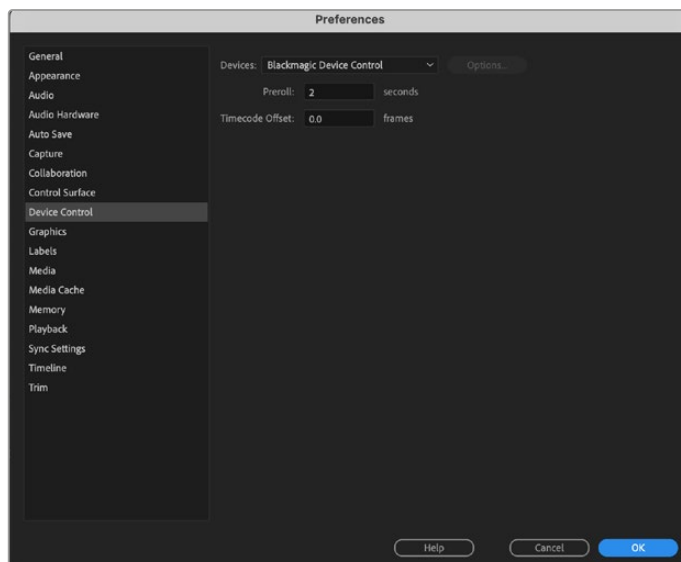 Preferences
General
Appearance
Audio
Audio Hardware
Auto Save
Capture
Collaboration
Control Surface
Device Control
Graphics
Labels
Media
Media Cache
Memory
Playback
Sync Settings
Timeline
Trim
Devices: Blackmagic Device Control Options...
Preroll: 2 seconds
Timecode Offset: 0.0 frames
Help Cancel OK